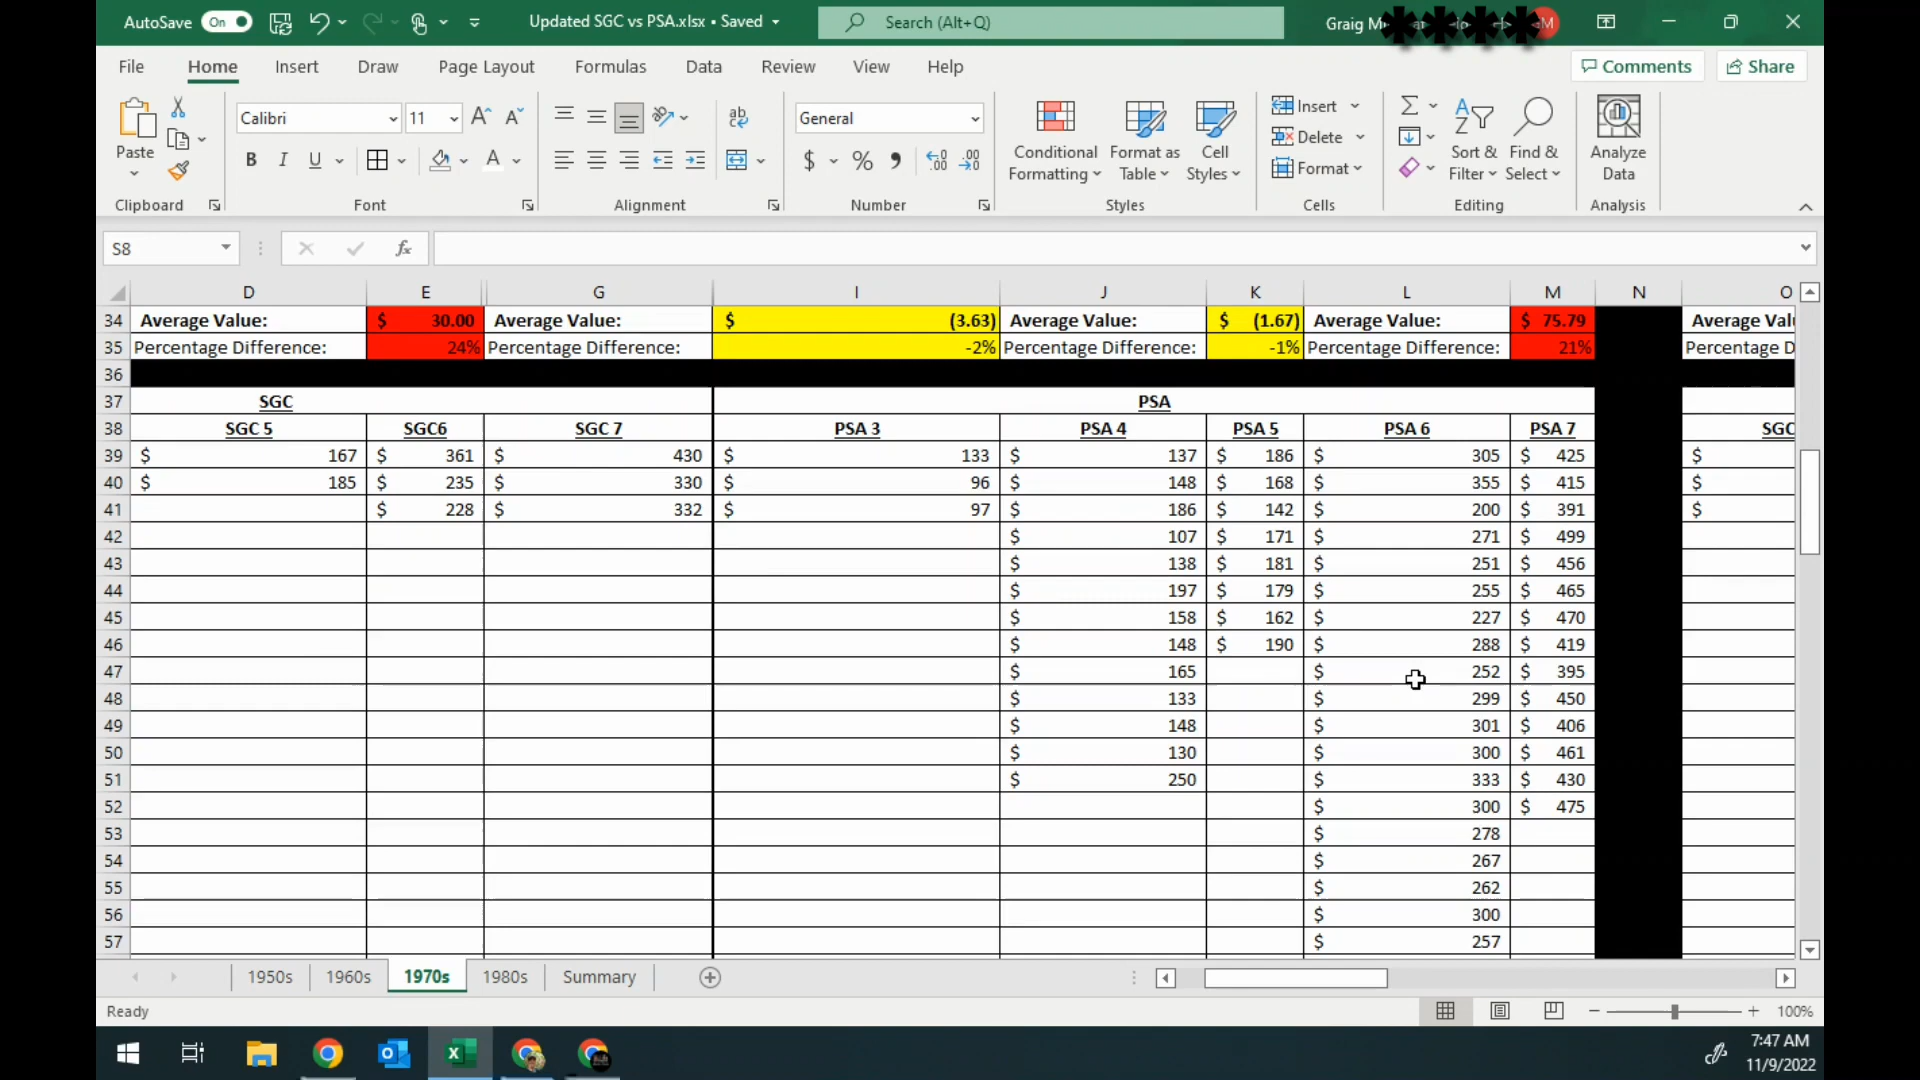 AutoSave On Updated SGC vs PSA.xlsx • Saved Search (Alt+Q) Graig M
File Home Insert Draw Page Layout Formulas Data Review View Help Comments Share
Calibri 11 General Insert
Paste B I U $ % Conditional Formatting Format as Table Cell Styles Delete Format Sort & Filter Find & Select Analyze Data
Clipboard Font Alignment Number Styles Cells Editing Analysis
S8 fx
D E G I J K L M N O
34 Average Value: $ 30.00 Average Value: $ (3.63) Average Value: $ (1.67) Average Value: $ 75.79
35 Percentage Difference: 24% Percentage Difference: -2% Percentage Difference: -1% Percentage Difference: 21% Percentage D
36
37 SGC PSA
38 SGC 5 SGC6 SGC 7 PSA 3 PSA 4 PSA 5 PSA 6 PSA 7 SGC
39 $ 167 $ 361 $ 430 $ 133 $ 137 $ 186 $ 305 $ 425 $
40 $ 185 $ 235 $ 330 $ 96 $ 148 $ 168 $ 355 $ 415 $
41 $ 228 $ 332 $ 97 $ 186 $ 142 $ 200 $ 391 $
42 $ 107 $ 171 $ 271 $ 499
43 $ 138 $ 181 $ 251 $ 456
44 $ 197 $ 179 $ 255 $ 465
45 $ 158 $ 162 $ 227 $ 470
46 $ 148 $ 190 $ 288 $ 419
47 $ 165 $ 252 $ 395
48 $ 133 $ 299 $ 450
49 $ 148 $ 301 $ 406
50 $ 130 $ 300 $ 461
51 $ 250 $ 333 $ 430
52 $ 300 $ 475
53 $ 278
54 $ 267
55 $ 262
56 $ 300
57 $ 257
1950s 1960s 1970s 1980s Summary
Ready 100%
7:47 AM
11/9/2022